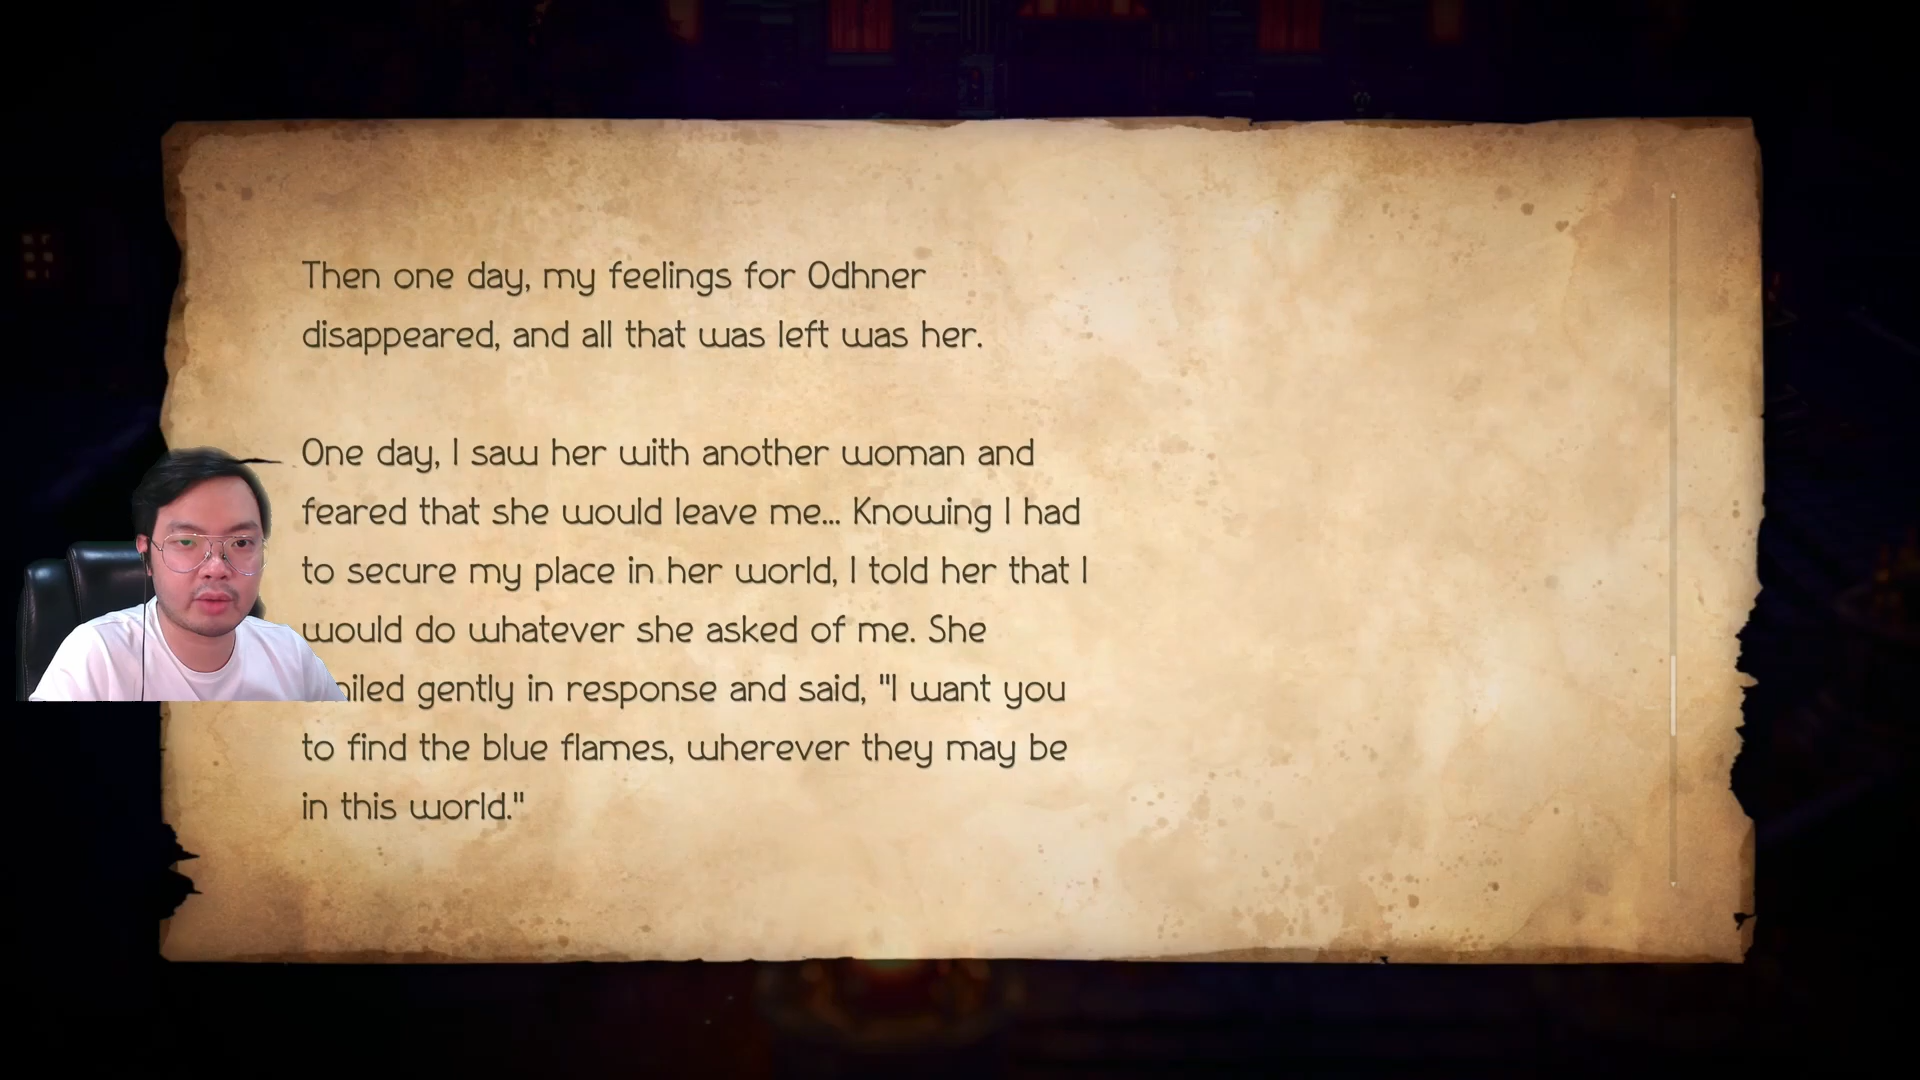 Then one day, my feelings for Odhner
disappeared, and all that was left was her.
One day, I saw her with another woman and
feared that she would leave me... Knowing I had
to secure my place in her world, I told her that I
would do whatever she asked of me. She
gently in response and said, "I want you
to find the blue flames, wherever they may be
in this world."